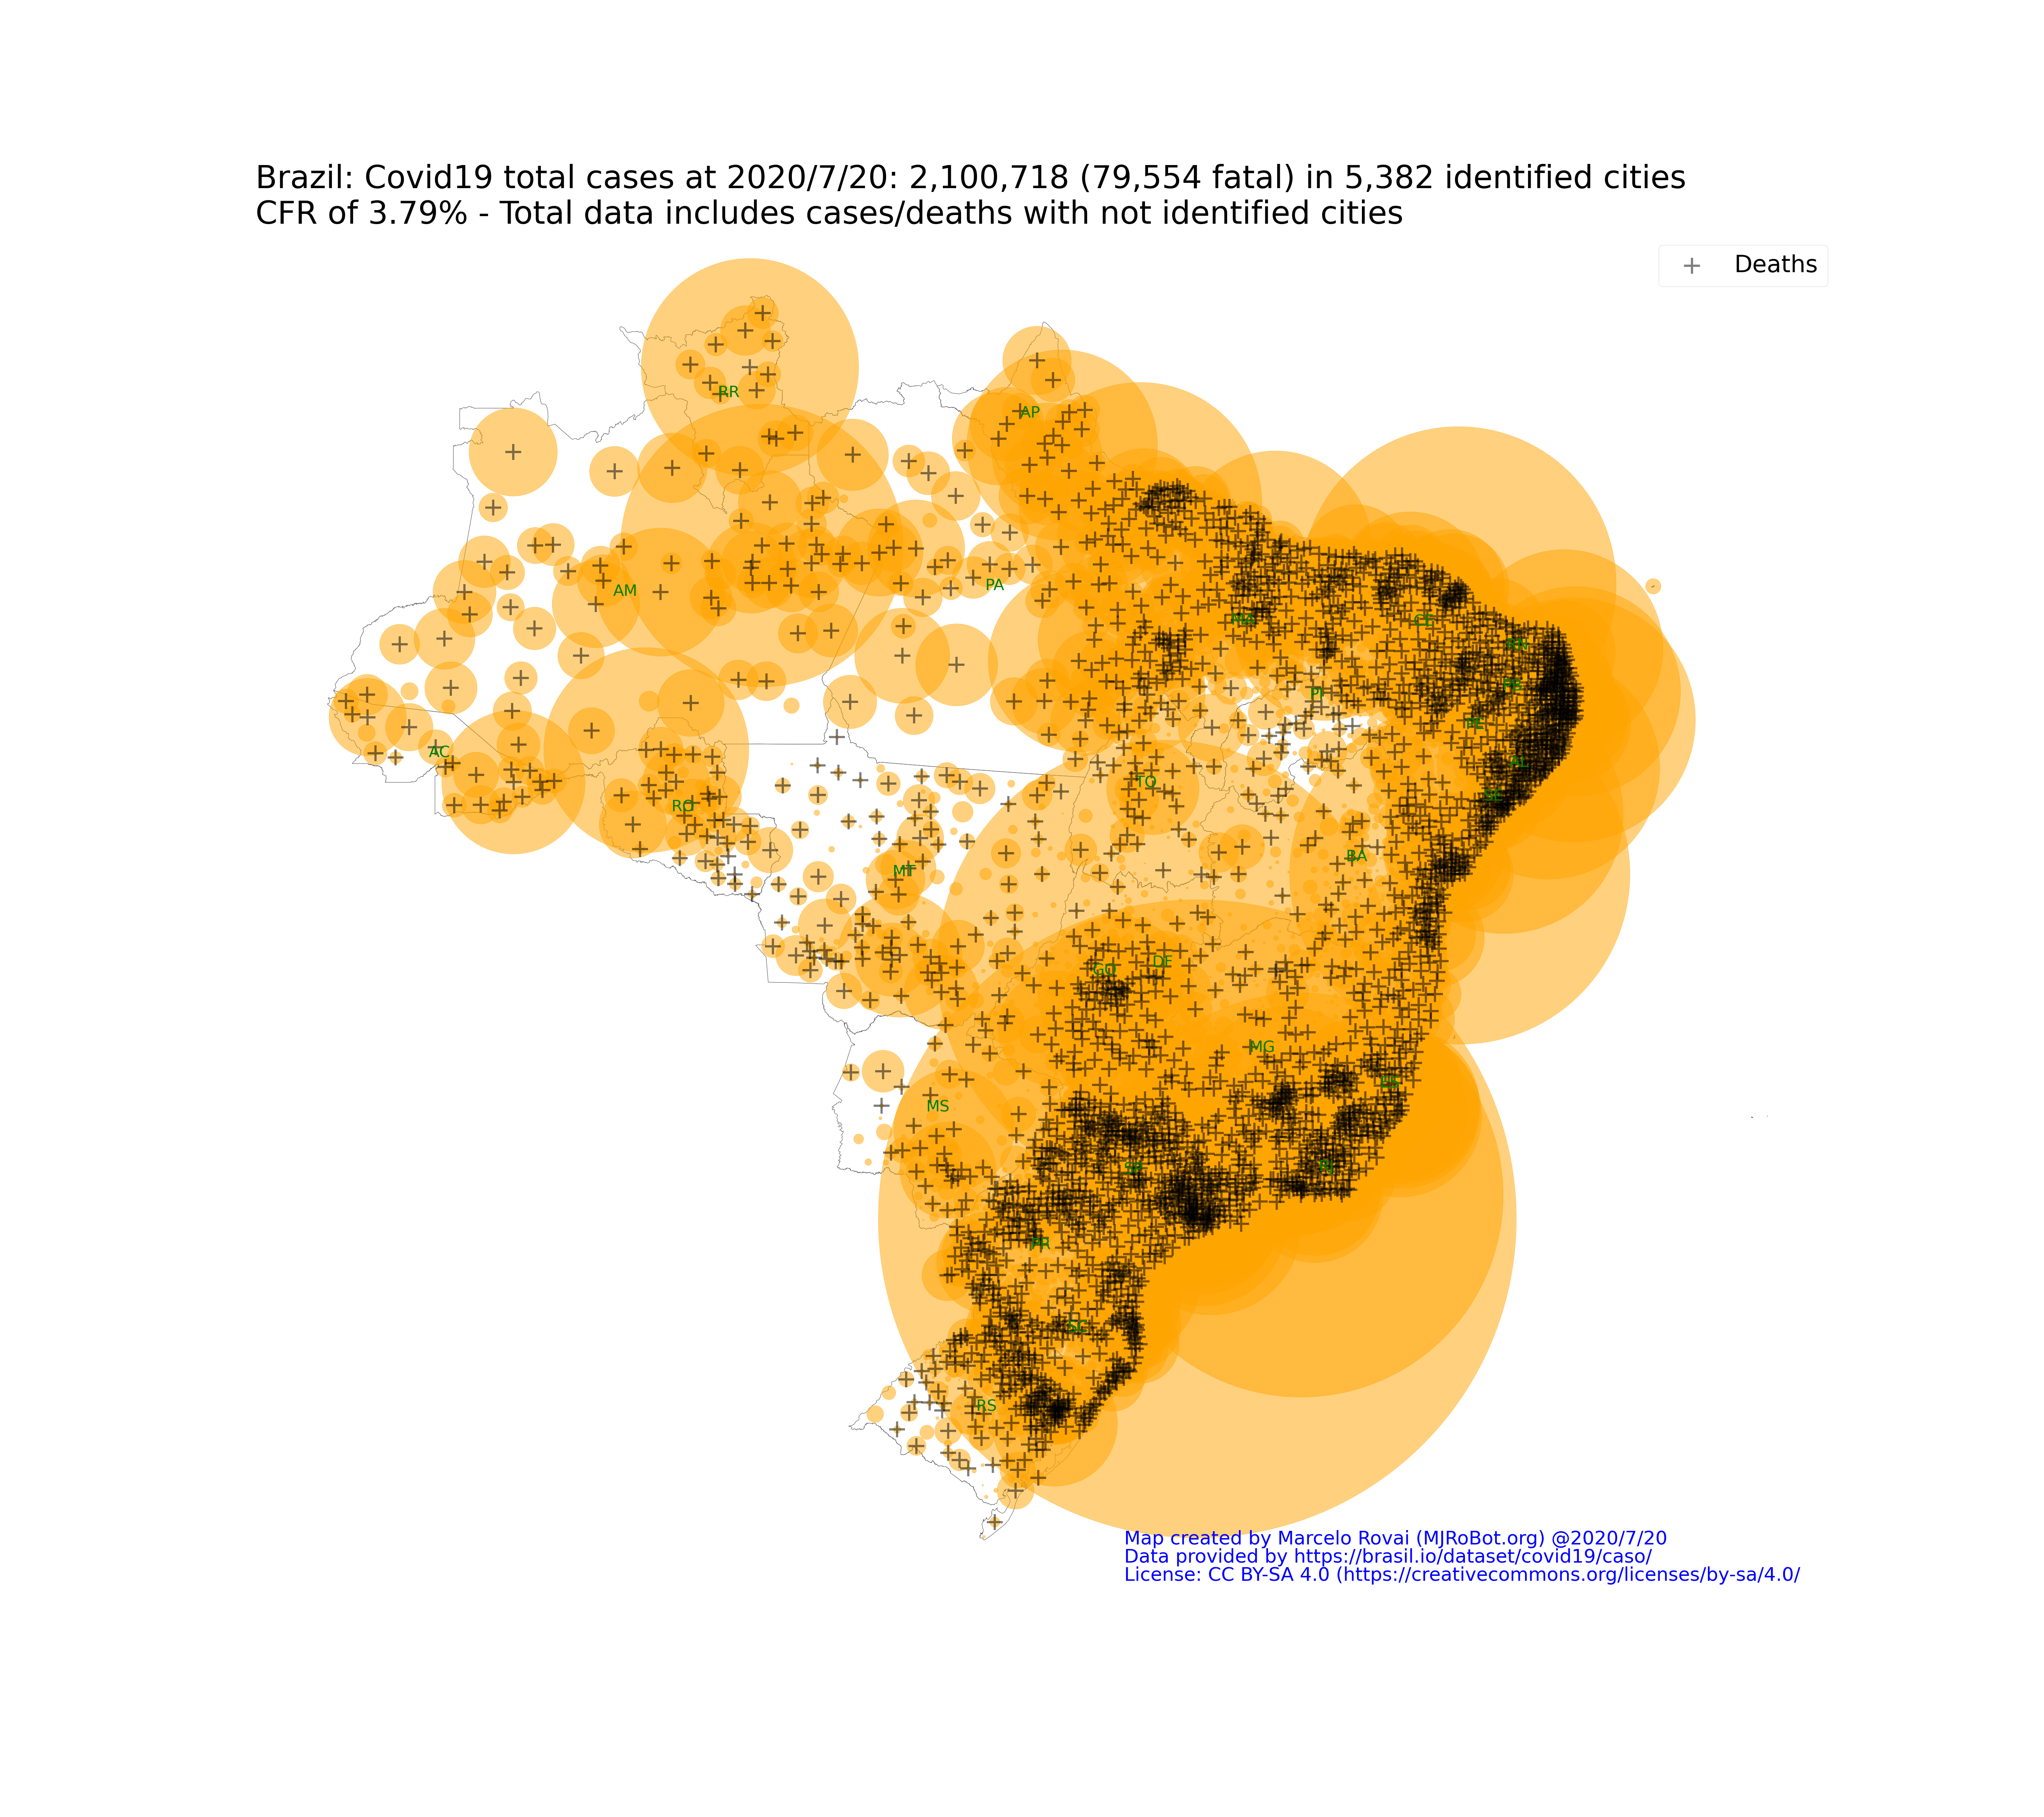 Brazil: Covid19 total cases at 2020/7/20: 2,100,718 (79,554 fatal) in 5,382 identified cities
CFR of 3.79% - Total data includes cases/deaths with not identified cities
Deaths
RR
AP
AM
PA
MA
CE
RN
PB
PI
PE
AC
AL
TO
SE
RO
BA
MT
DF
GO
MG
ES
MS
SP
RJ
PR
SC
RS
Map created by Marcelo Rovai (MJRoBot.org) @2020/7/20
Data provided by https://brasil.io/dataset/covid19/caso/
License: CC BY-SA 4.0 (https://creativecommons.org/licenses/by-sa/4.0/